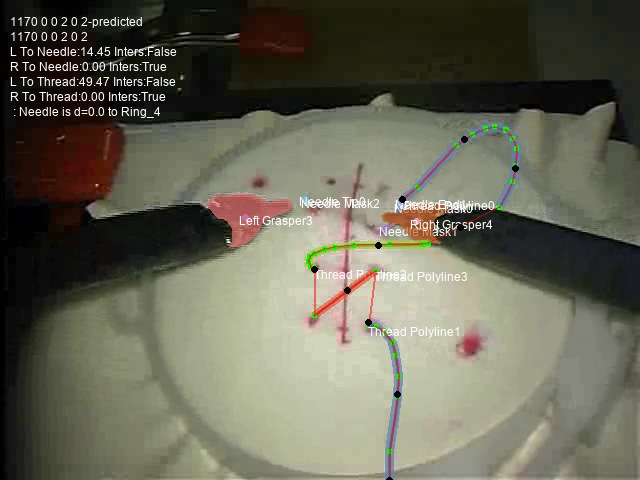 1170 0 0 2 0 2-predicted
1170 0 0 2 0 2
L To Needle:14.45 Inters:False
R To Needle:0.00 Inters:True
L To Thread:49.47 Inters:False
R To Thread:0.00 Inters:True
: Needle is d=0.0 to Ring_4
Needle Mask2
Left Grasper3
Right Grasper4
Needle Mask1
Thread Polyline3
Thread Polyline1